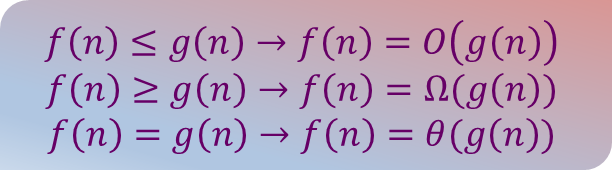 f(n) ≤ g(n) → f(n) = O(g(n))
f(n) ≥ g(n) → f(n) = Ω(g(n))
f(n) = g(n) → f(n) = θ(g(n))